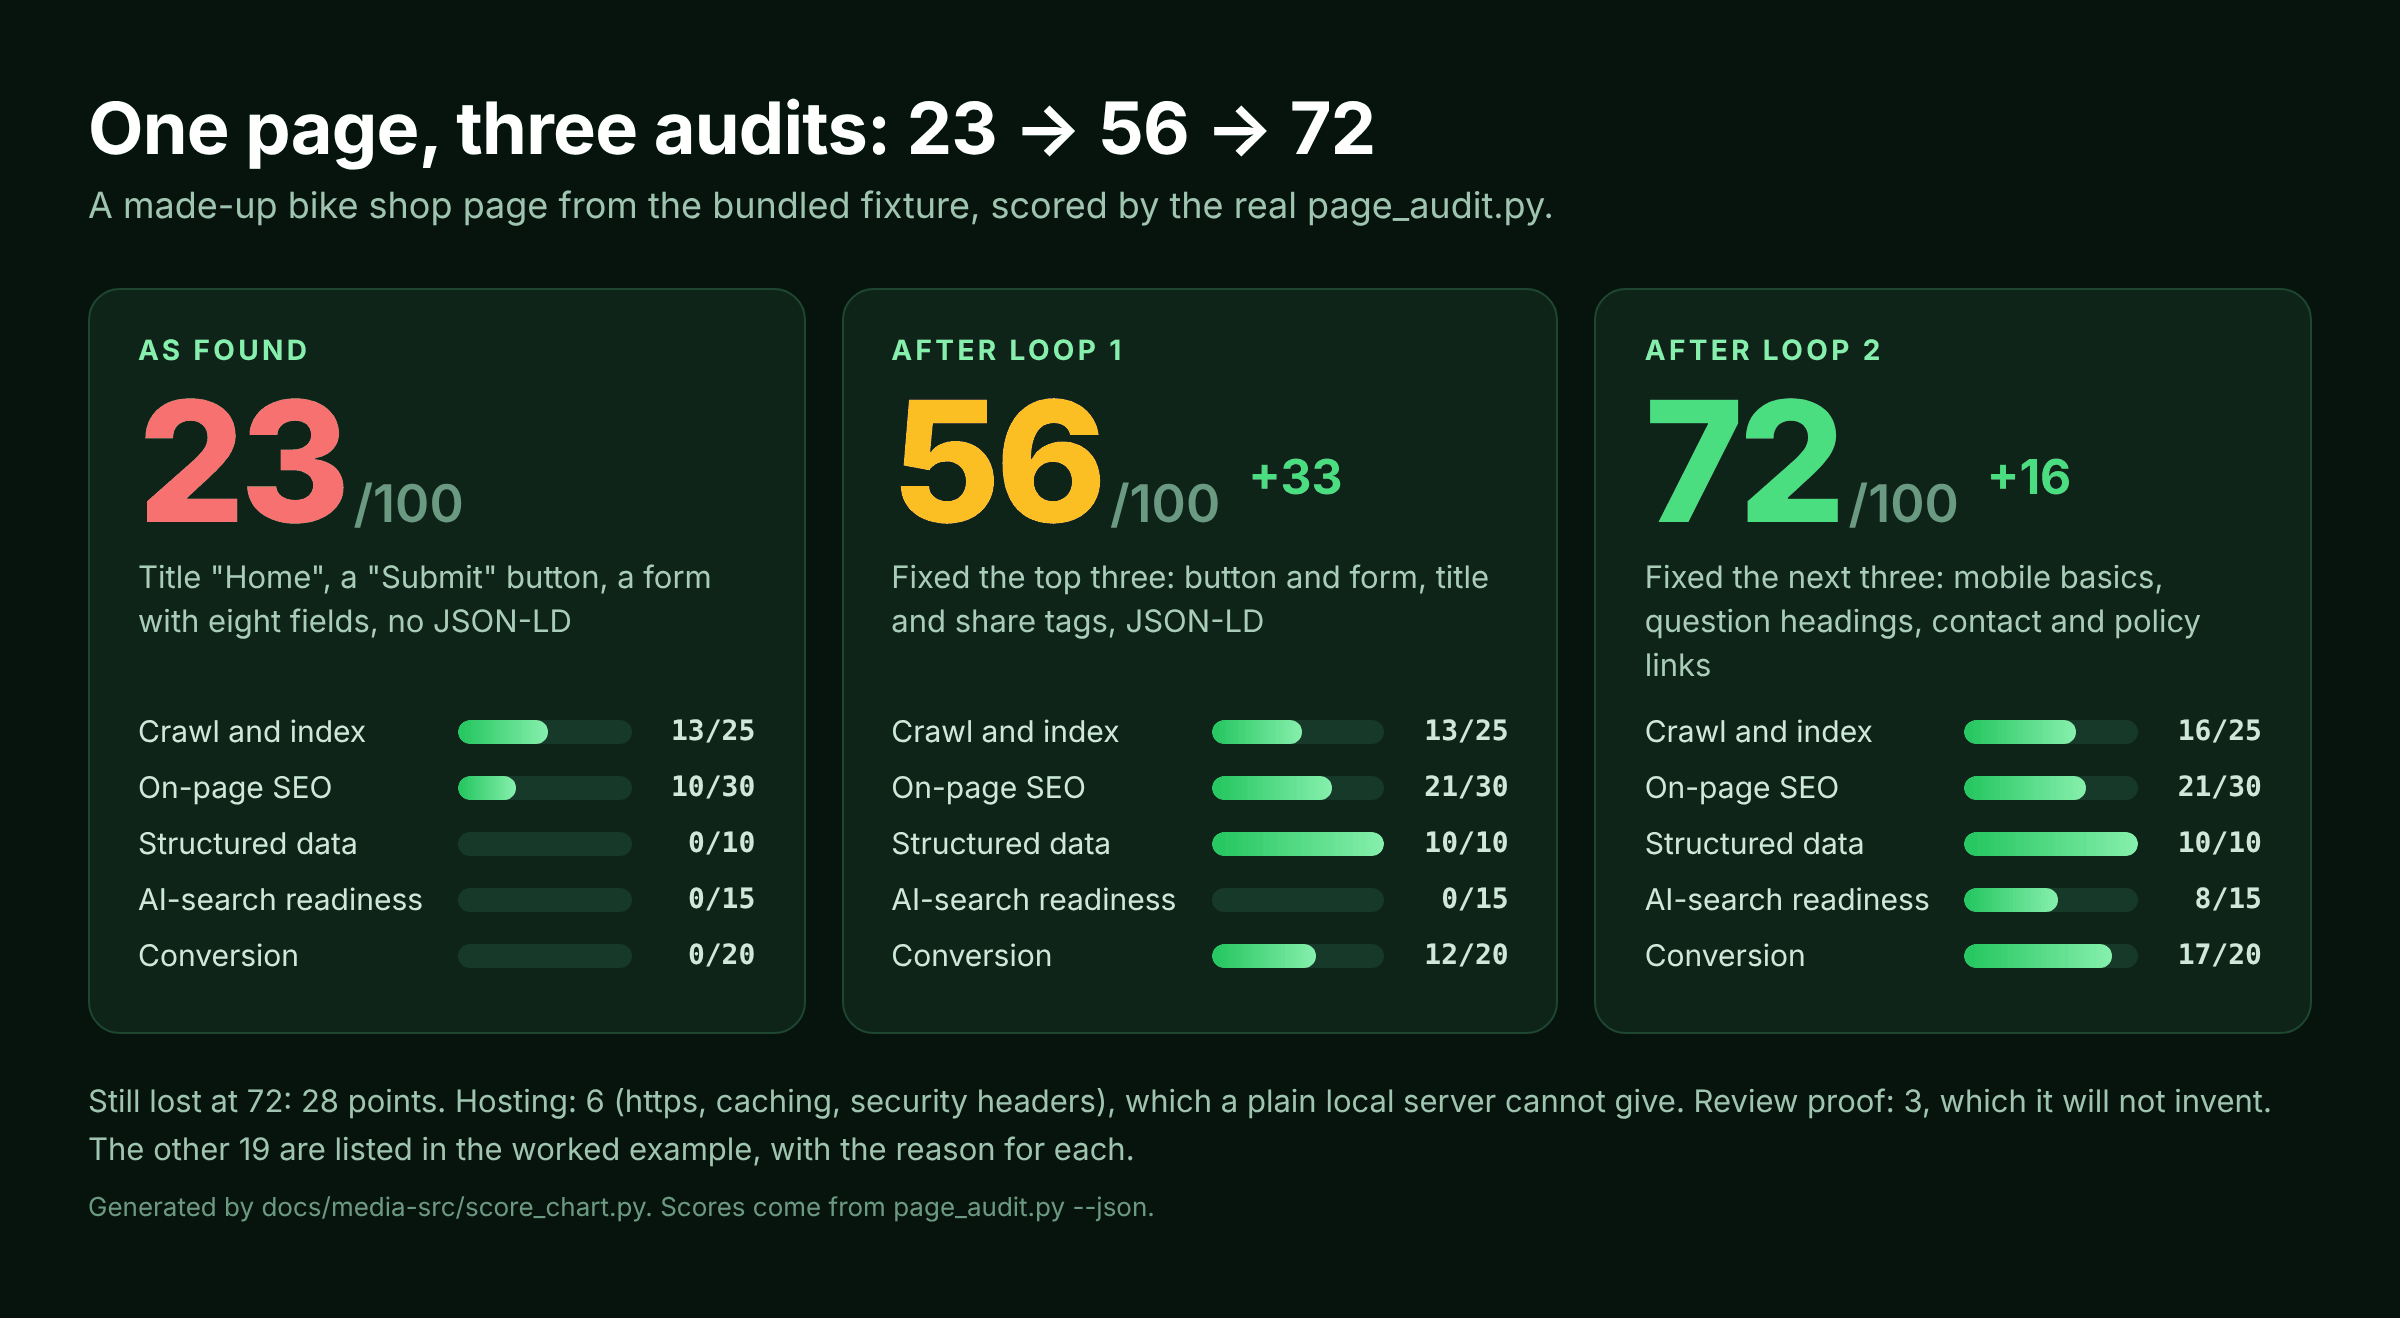 One page, three audits: 23 → 56 → 72
A made-up bike shop page from the bundled fixture, scored by the real page_audit.py.
AS FOUND
23/100
Title "Home", a "Submit" button, a form
with eight fields, no JSON-LD
Crawl and index 13/25
On-page SEO 10/30
Structured data 0/10
AI-search readiness 0/15
Conversion 0/20
AFTER LOOP 1
56/100 +33
Fixed the top three: button and form, title
and share tags, JSON-LD
Crawl and index 13/25
On-page SEO 21/30
Structured data 10/10
AI-search readiness 0/15
Conversion 12/20
AFTER LOOP 2
72/100 +16
Fixed the next three: mobile basics,
question headings, contact and policy
links
Crawl and index 16/25
On-page SEO 21/30
Structured data 10/10
AI-search readiness 8/15
Conversion 17/20
Still lost at 72: 28 points. Hosting: 6 (https, caching, security headers), which a plain local server cannot give. Review proof: 3, which it will not invent.
The other 19 are listed in the worked example, with the reason for each.
Generated by docs/media-src/score_chart.py. Scores come from page_audit.py --json.